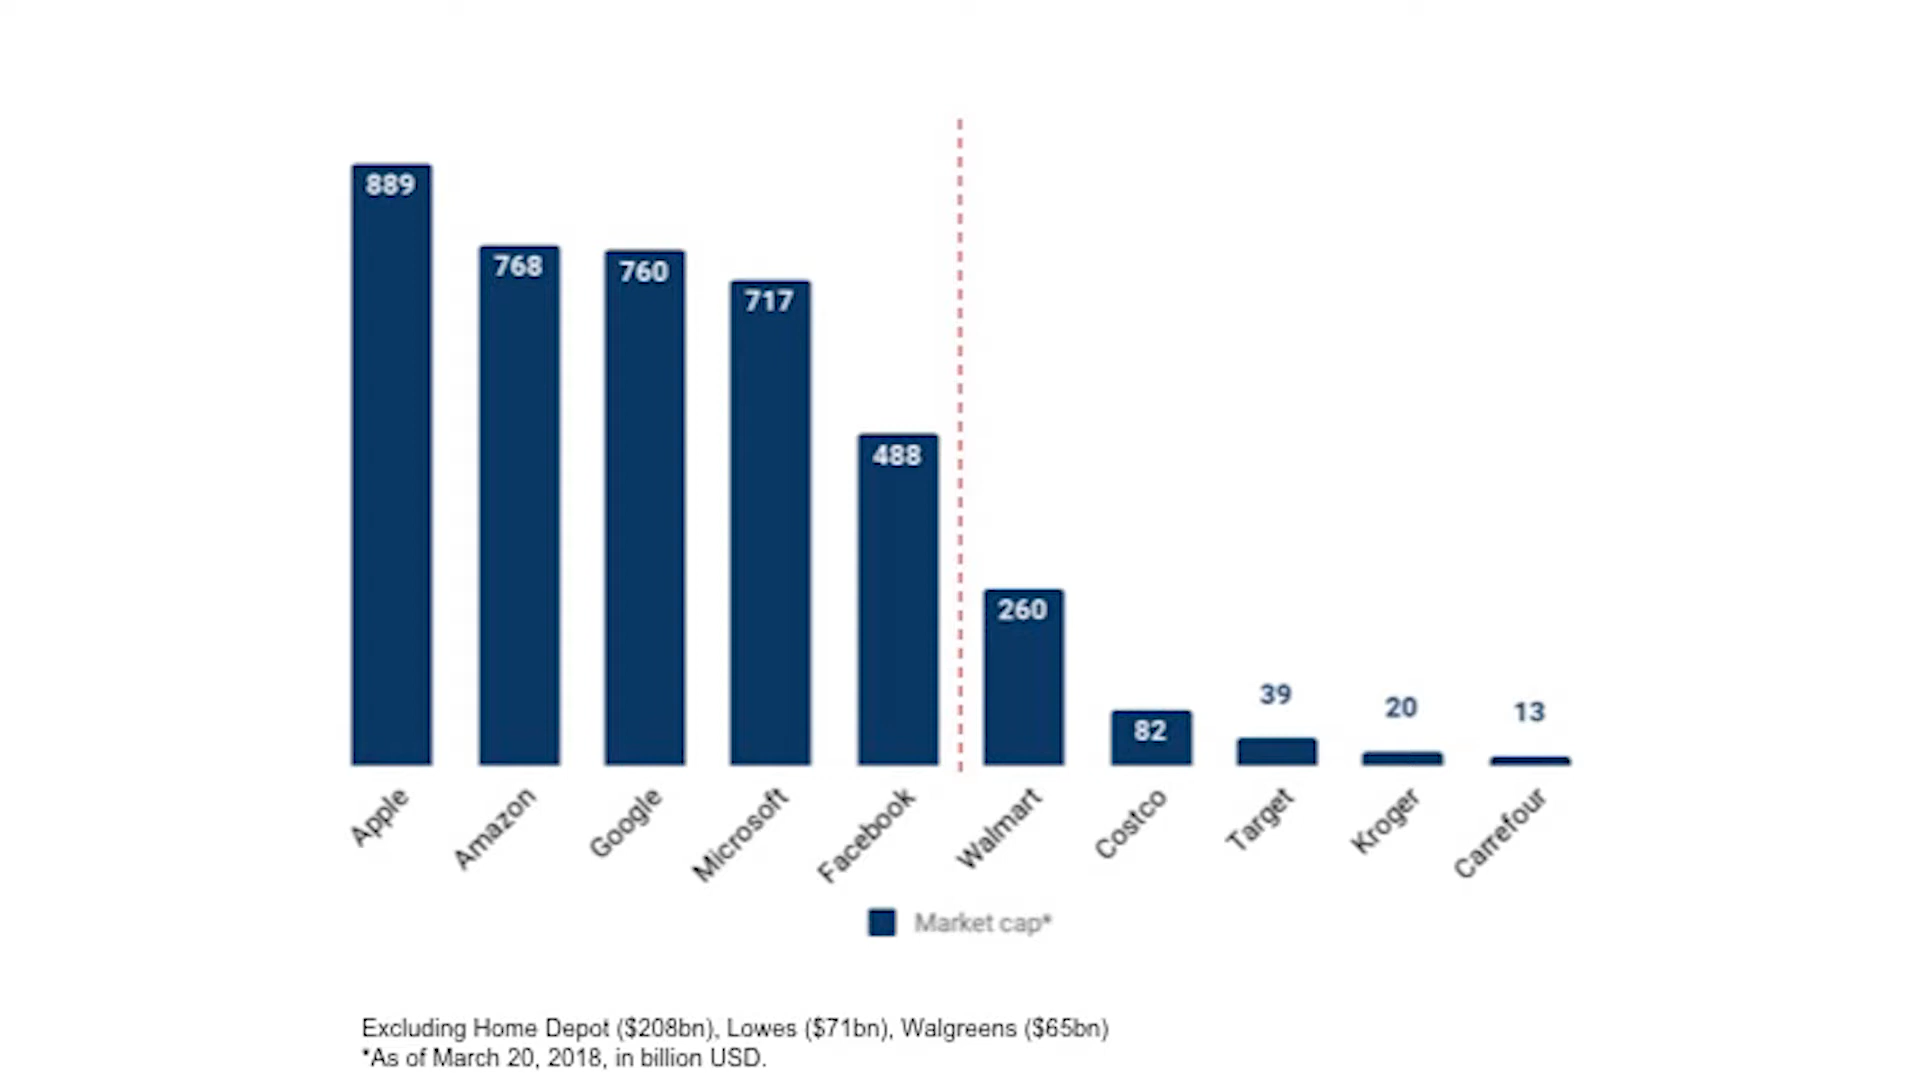 889
768
760
717
488
260
82
39
20
13
Apple
Amazon
Google
Microsoft
Facebook
Walmart
Costco
Target
Kroger
Carrefour
Market cap*
Excluding Home Depot ($208bn), Lowes ($71bn), Walgreens ($65bn)
*As of March 20, 2018, in billion USD.